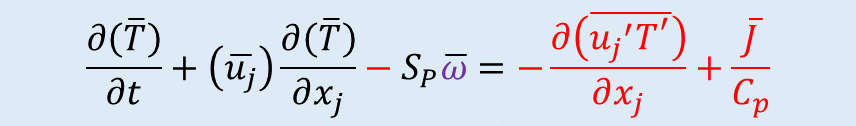 ∂(T̄)/∂t + (ū_j) ∂(T̄)/∂x_j − S_P ω̄ = − ∂(\overline{u_j′T′})/∂x_j + J̄/C_p